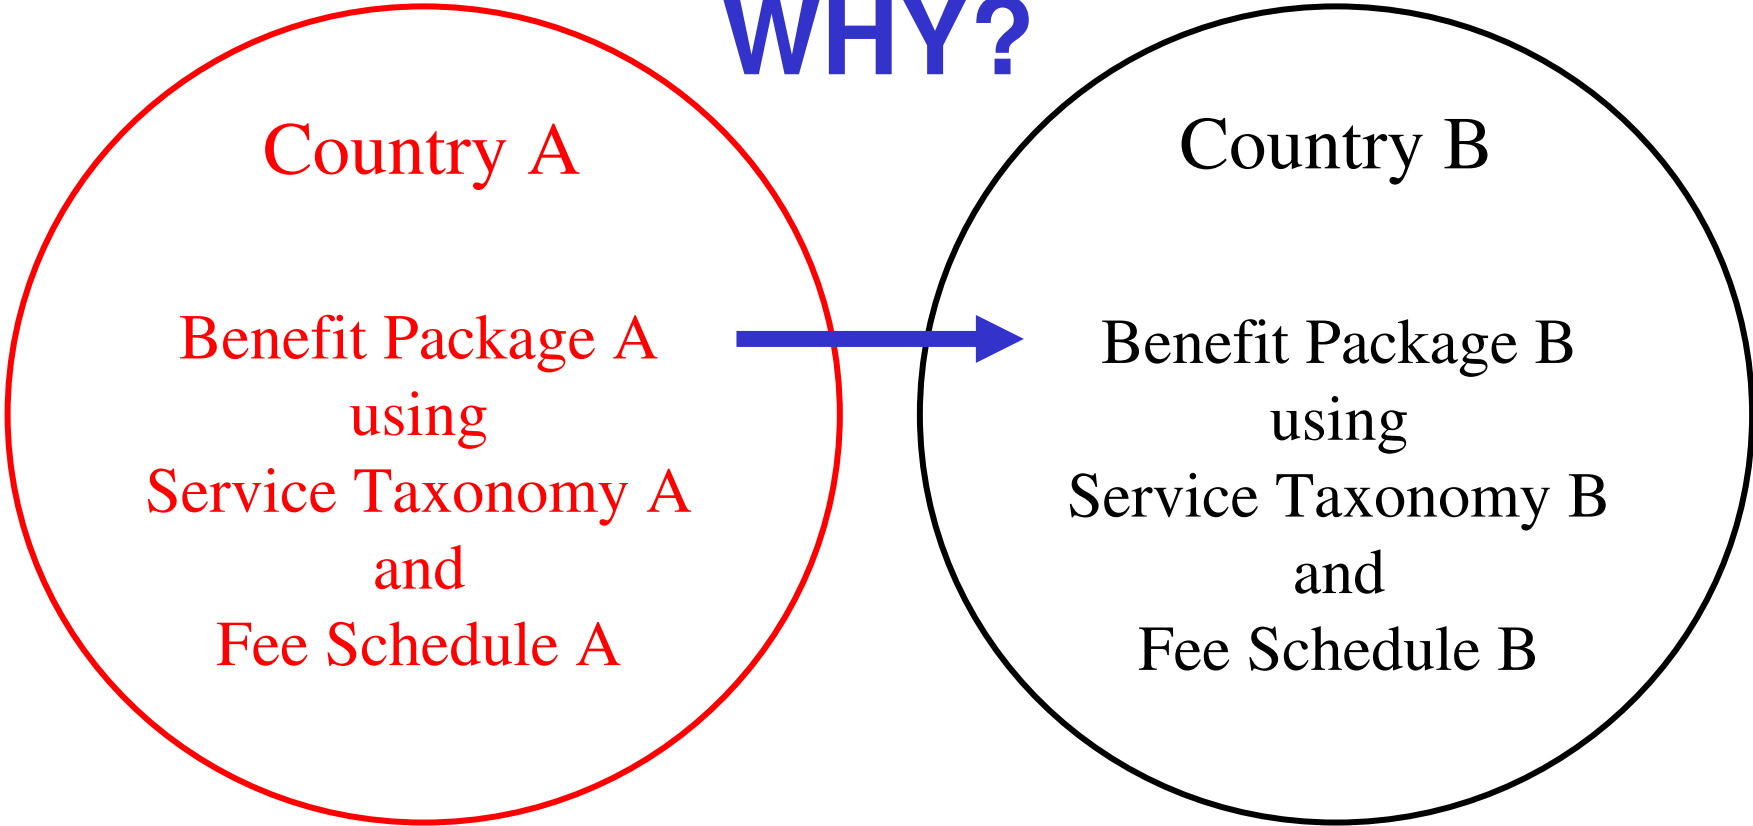 WHY?
Country A
Benefit Package A
using
Service Taxonomy A
and
Fee Schedule A
Country B
Benefit Package B
using
Service Taxonomy B
and
Fee Schedule B